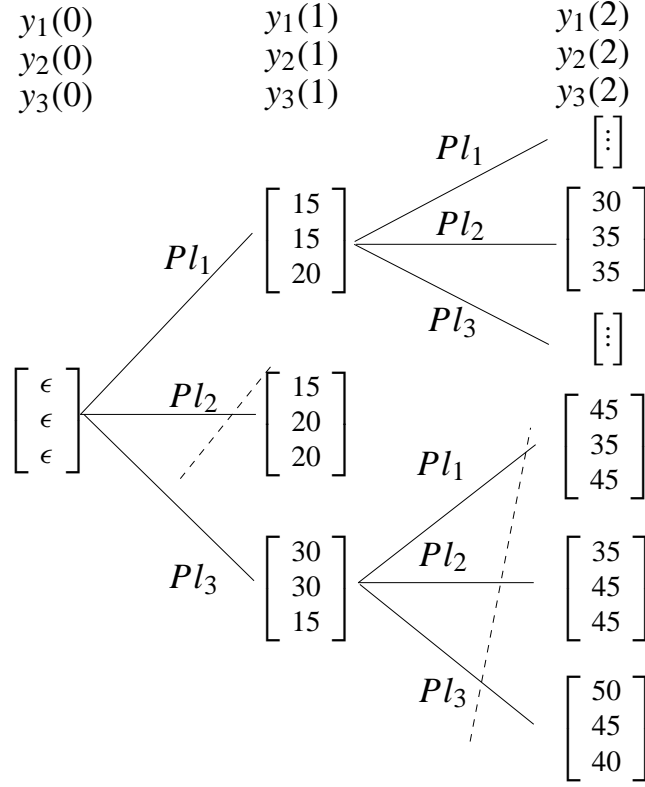 y₁(0) y₁(1) y₁(2)
y₂(0) y₂(1) y₂(2)
y₃(0) y₃(1) y₃(2)
Pl₁
[⋮]
15
15
20
Pl₂
30
35
35
Pl₁
Pl₃
[⋮]
ϵ
ϵ
ϵ
Pl₂
15
20
20
Pl₁
45
35
45
Pl₃
30
30
15
Pl₂
35
45
45
Pl₃
50
45
40